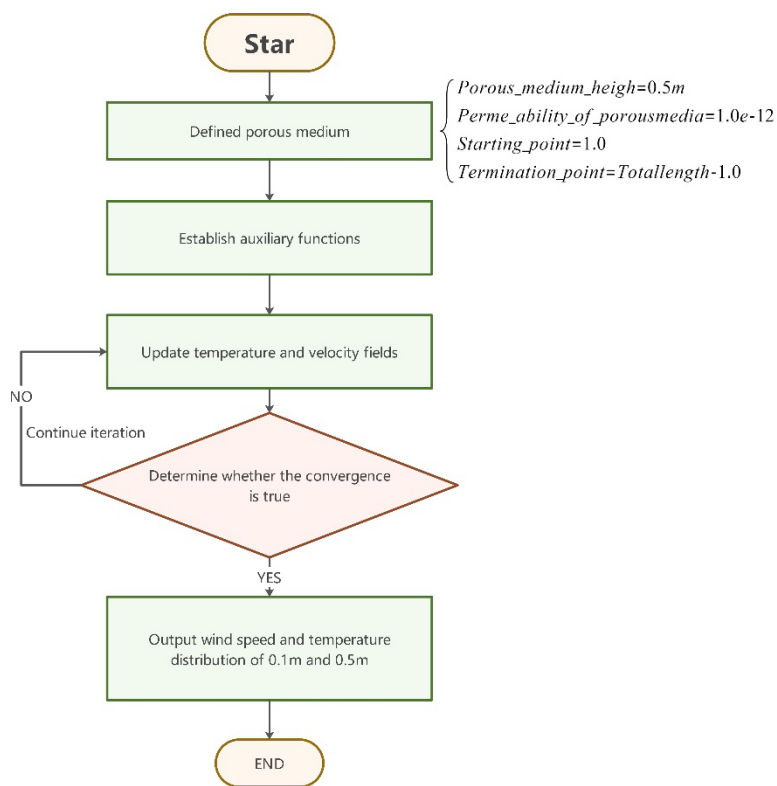 Star
Defined porous medium
Porous_medium_heigh=0.5m
Perme_ability_of_porousmedia=1.0e-12
Starting_point=1.0
Termination_point=Totallength-1.0
Establish auxiliary functions
Update temperature and velocity fields
NO
Continue iteration
Determine whether the convergence
is true
YES
Output wind speed and temperature
distribution of 0.1m and 0.5m
END